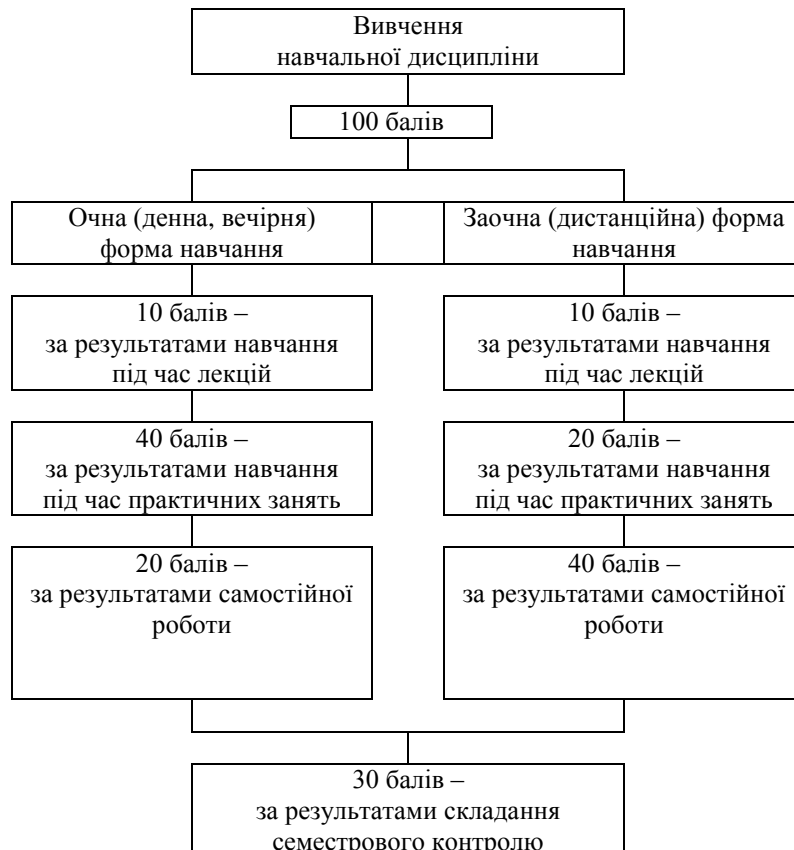 Вивчення
навчальної дисципліни
100 балів
Очна (денна, вечірня)
форма навчання
Заочна (дистанційна) форма
навчання
10 балів –
за результатами навчання
під час лекцій
10 балів –
за результатами навчання
під час лекцій
40 балів –
за результатами навчання
під час практичних занять
20 балів –
за результатами навчання
під час практичних занять
20 балів –
за результатами самостійної
роботи
40 балів –
за результатами самостійної
роботи
30 балів –
за результатами складання
семестрового контролю